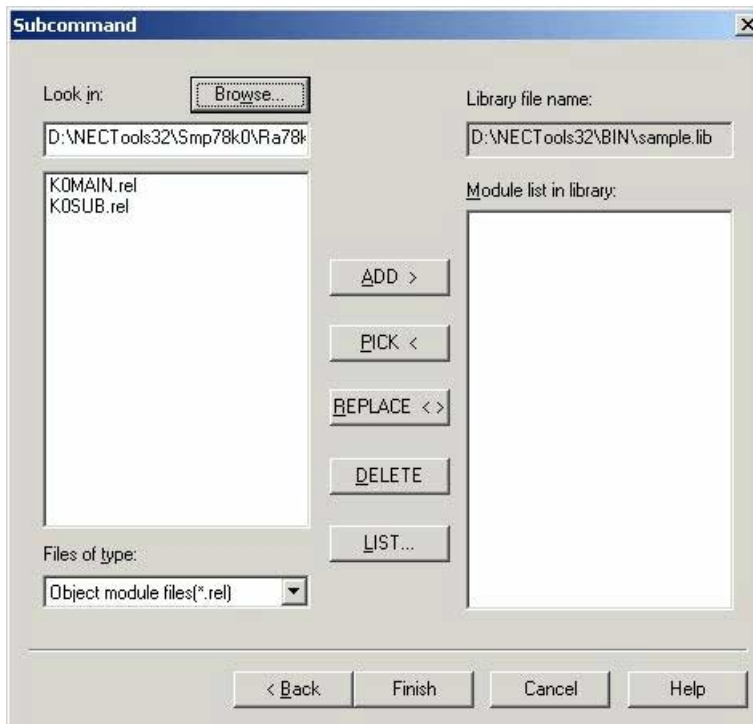 Subcommand
Look in:
Browse...
D:\NECTools32\Smp78k0\Ra78k
K0MAIN.rel
K0SUB.rel
Files of type:
Object module files(*.rel)
ADD >
PICK <
REPLACE < >
DELETE
LIST...
Library file name:
D:\NECTools32\BIN\sample.lib
Module list in library:
< Back
Finish
Cancel
Help